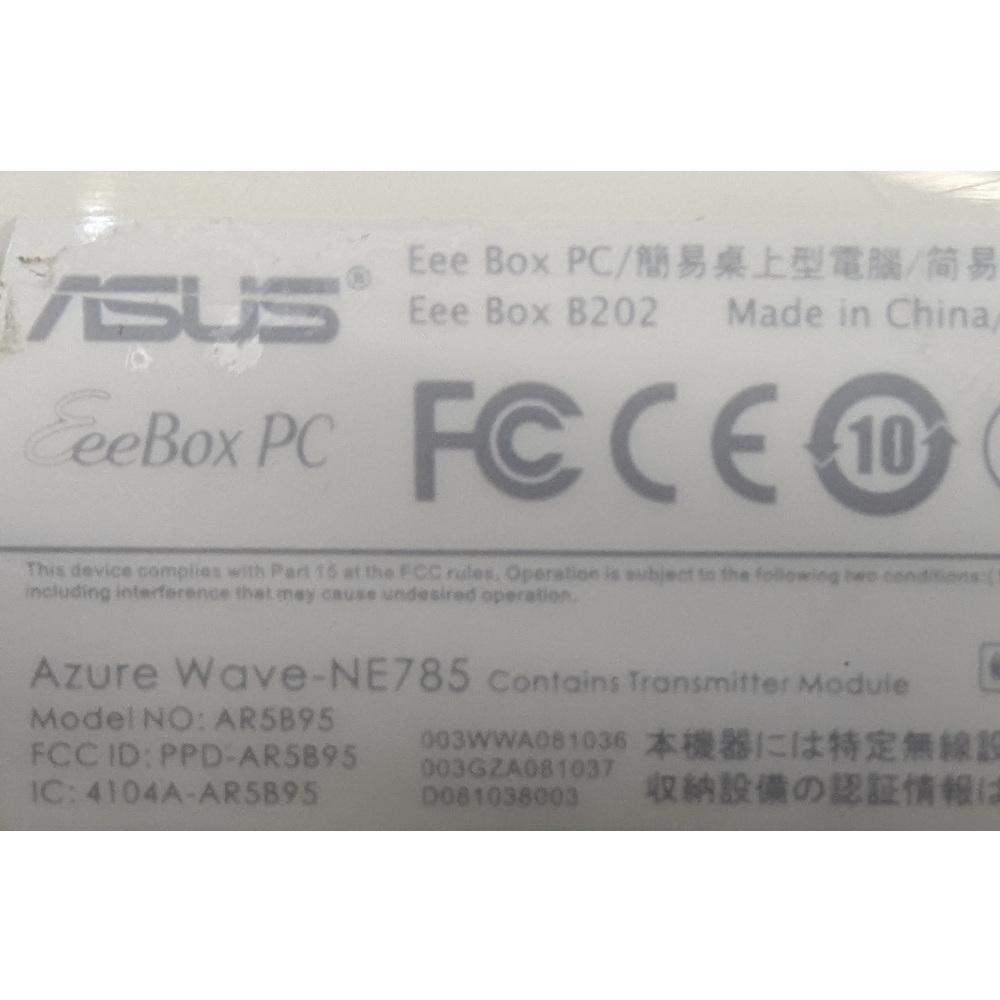 ASUS®
Eee Box PC/簡易桌上型電腦/简易
Eee Box B202 Made in China/
EeeBox PC
FC CE 10
This device complies with Part 15 of the FCC rules. Operation is subject to the following two conditions:(
including interference that may cause undesired operation.
Azure Wave-NE785 Contains Transmitter Module
Model NO: AR5B95
FCC ID: PPD-AR5B95
IC: 4104A-AR5B95
003WWA081036
003GZA081037
D081038003
本機器には特定無線設
収納設備の認証情報は